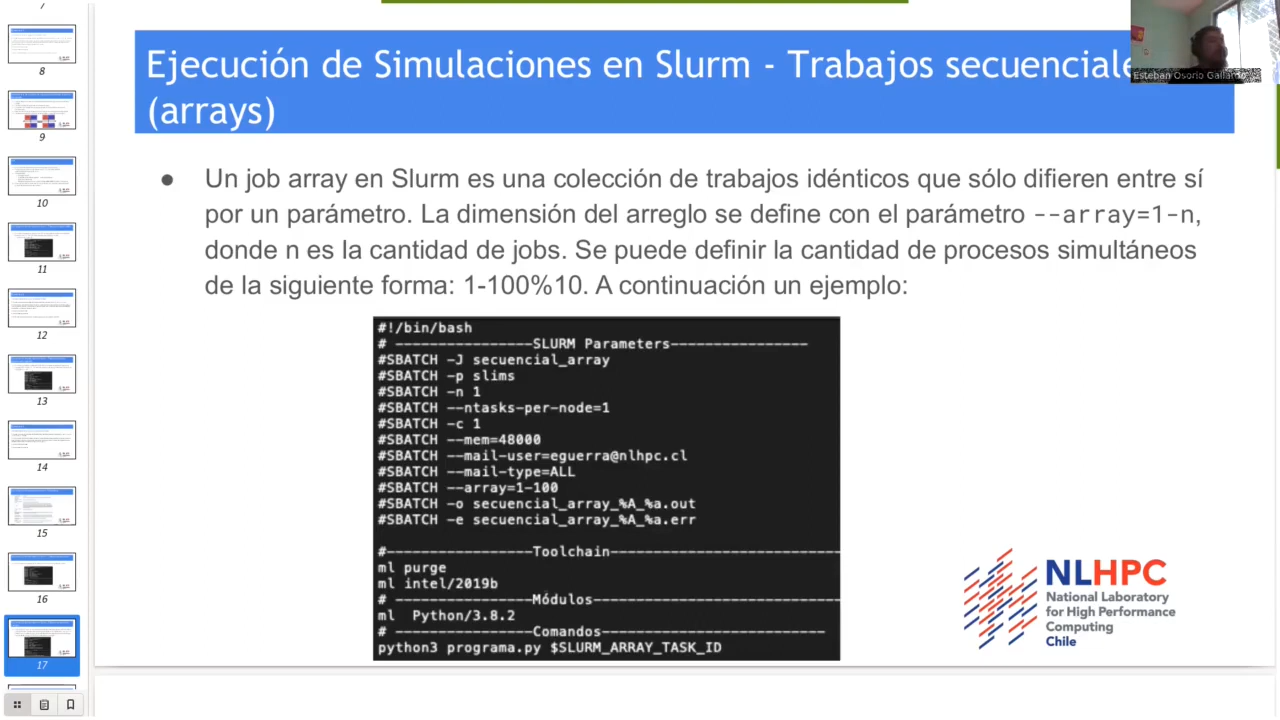 7
8
9
10
11
12
13
14
15
16
17
Ejecución de Simulaciones en Slurm - Trabajos
(arrays)
Esteban Osorio Gallardo
● Un job array en Slurm es una colección de trabajos idénticos que sólo difieren entre sí
por un parámetro. La dimensión del arreglo se define con el parámetro --array=1-n,
donde n es la cantidad de jobs. Se puede definir la cantidad de procesos simultáneos
de la siguiente forma: 1-100%10. A continuación un ejemplo:
#!/bin/bash
# ----------------SLURM Parameters----------------
#SBATCH -J secuencial_array
#SBATCH -p slims
#SBATCH -n 1
#SBATCH --ntasks-per-node=1
#SBATCH -c 1
#SBATCH --mem=48000
#SBATCH --mail-user=eguerra@nlhpc.cl
#SBATCH --mail-type=ALL
#SBATCH --array=1-100
#SBATCH -o secuencial_array_%A_%a.out
#SBATCH -e secuencial_array_%A_%a.err
#-----------------Toolchain---------------------------
ml purge
ml intel/2019b
# ----------------Módulos-----------------------------
ml  Python/3.8.2
# ----------------Comandos--------------------------
python3 programa.py $SLURM_ARRAY_TASK_ID
NLHPC
National Laboratory
for High Performance
Computing
Chile